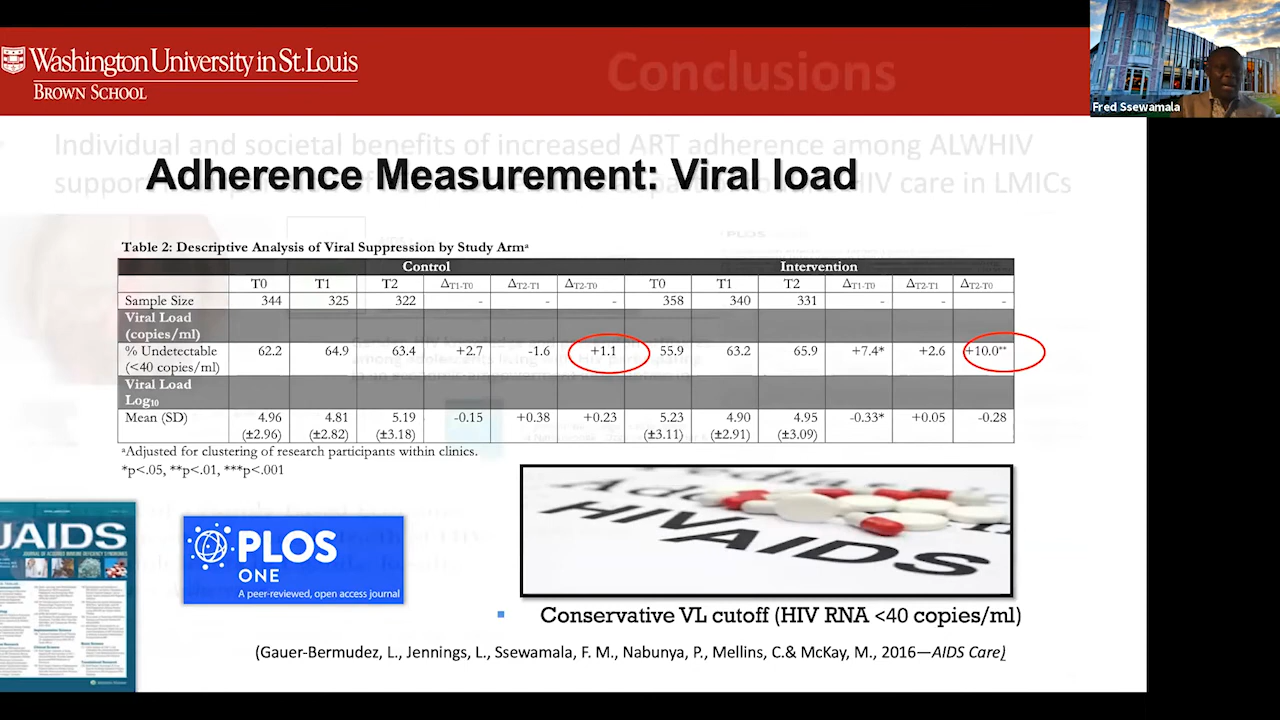 Washington University in St. Louis
BROWN SCHOOL
Conclusions
Fred Ssewamala
Individual and societal benefits of increased ART adherence among ALWHIV
HIV care in LMICs
Adherence Measurement: Viral load
Table 2: Descriptive Analysis of Viral Suppression by Study Armᵃ
Control Intervention
T0 T1 T2 ΔT1-T0 ΔT2-T1 ΔT2-T0 T0 T1 T2 ΔT1-T0 ΔT2-T1 ΔT2-T0
Sample Size 344 325 322 - - - 358 340 331 - - -
Viral Load
(copies/ml)
% Undetectable 62.2 64.9 63.4 +2.7 -1.6 +1.1 55.9 63.2 65.9 +7.4* +2.6 +10.0**
(<40 copies/ml)
Viral Load
Log₁₀
Mean (SD) 4.96 4.81 5.19 -0.15 +0.38 +0.23 5.23 4.90 4.95 -0.33* +0.05 -0.28
(±2.96) (±2.82) (±3.18) (±3.11) (±2.91) (±3.09)
ᵃAdjusted for clustering of research participants within clinics.
*p<.05, **p<.01, ***p<.001
JAIDS
JOURNAL OF ACQUIRED IMMUNE DEFICIENCY SYNDROMES
PLOS
ONE
A peer-reviewed, open access journal
HIV/AIDS
Conservative VL cutoff (HIV RNA <40 copies/ml)
(Gauer-Bermudez, L., Jennings, L., Ssewamala, F. M., Nabunya, P., Mellins, C.& McKay, M. 2016—AIDS Care)